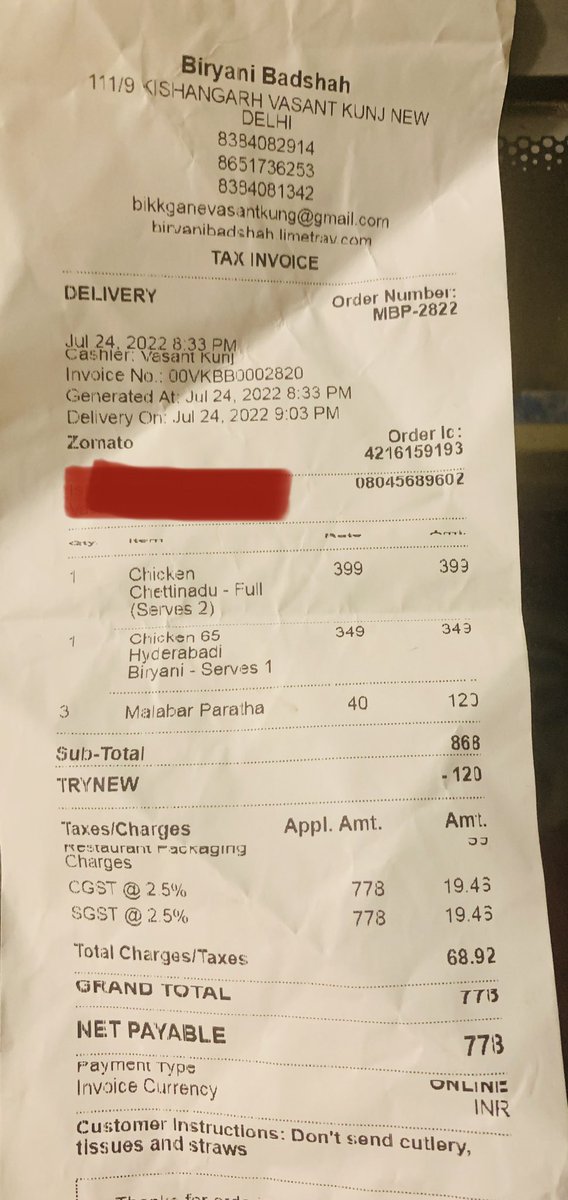 Biryani Badshah
111/9 KISHANGARH VASANT KUNJ NEW
DELHI
8384082914
8651736253
8384081342
bikkganevasantkung@gmail.com
biryanibadshah.limetray.com
TAX INVOICE
DELIVERY Order Number:
MBP-2822
Jul 24, 2022 8:33 PM
Cashier: Vasant Kunj
Invoice No.: 00VKBB0002820
Generated At: Jul 24, 2022 8:33 PM
Delivery On: Jul 24, 2022 9:03 PM
Zomato Order Id:
4216159193
08045689602
Qty. Item Rate Amt.
1 Chicken 399 399
Chettinadu - Full
(Serves 2)
1 Chicken 65 349 349
Hyderabadi
Biryani - Serves 1
3 Malabar Paratha 40 120
Sub-Total 868
TRYNEW - 120
Taxes/Charges Appl. Amt. Amt.
Restaurant Packaging
Charges
CGST @ 2.5% 778
SGST @ 2.5% 778
Total Charges/Taxes 68.92
GRAND TOTAL
NET PAYABLE
Payment Type ONLINE
Invoice Currency INR
Customer Instructions: Don't send cutlery,
tissues and straws
Thanks for